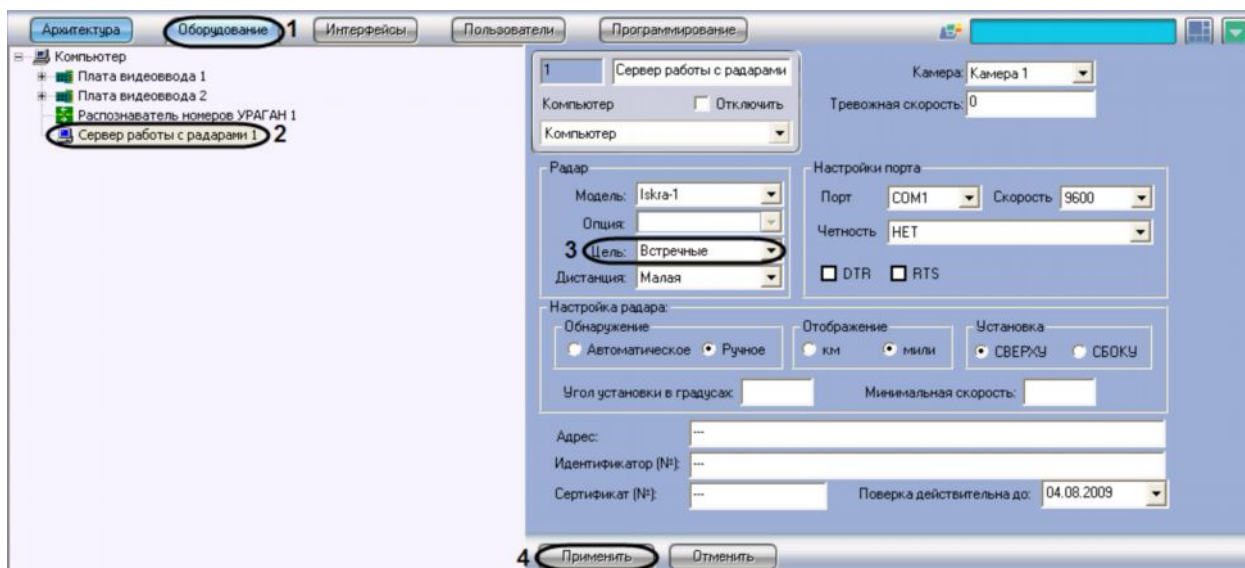 Архитектура Оборудование 1 Интерфейсы Пользователи Программирование
Компьютер
Плата видеоввода 1
Плата видеоввода 2
Распознаватель номеров УРАГАН 1
Сервер работы с радарами 1 2
1 Сервер работы с радарами
Компьютер Отключить
Компьютер
Камера: Камера 1
Тревожная скорость: 0
Радар
Модель: Iskra-1
Опция:
3 Цель: Встречные
Дистанция: Малая
Настройки порта
Порт COM1 Скорость 9600
Четность НЕТ
DTR RTS
Настройка радара:
Обнаружение
Автоматическое Ручное
Отображение
км мили
Установка
СВЕРХУ СБОКУ
Угол установки в градусах: Минимальная скорость:
Адрес: ---
Идентификатор (№): ---
Сертификат (№): --- Поверка действительна до: 04.08.2009
4 Применить Отменить